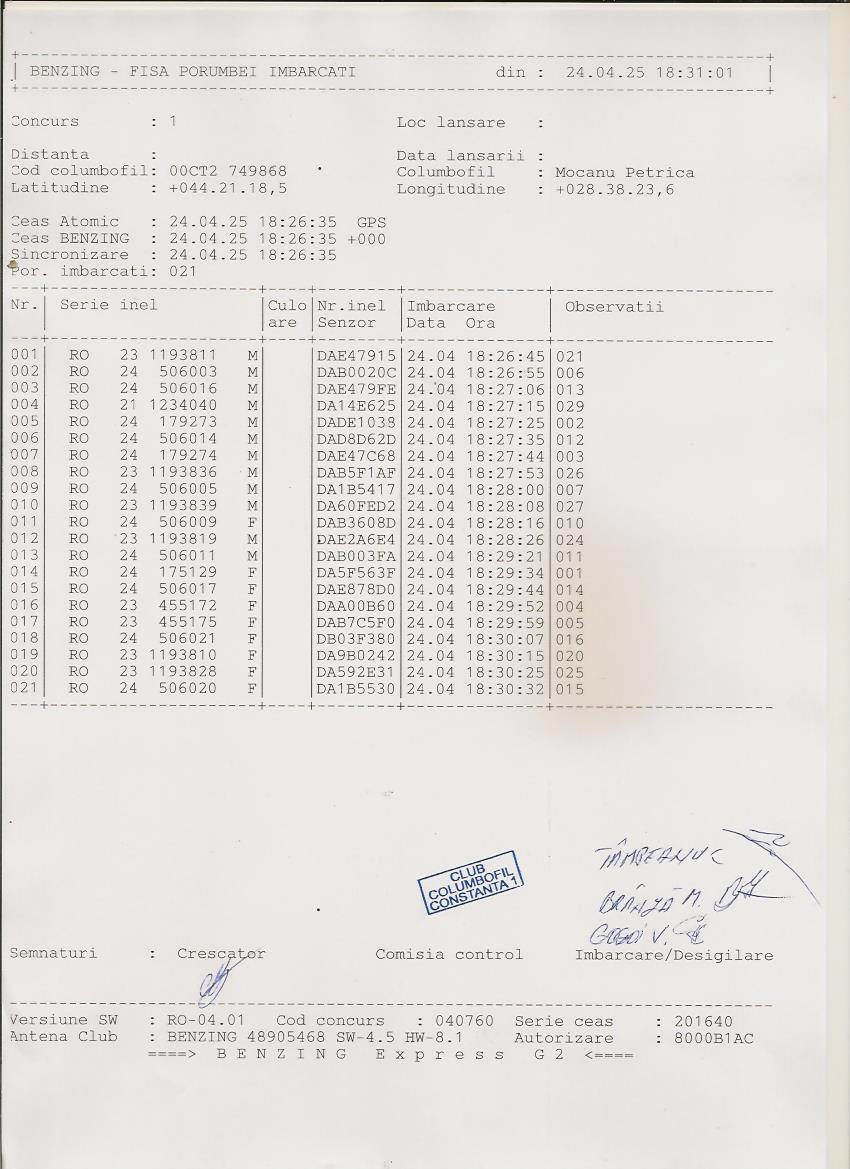 BENZING - FISA PORUMBEI IMBARCATI din : 24.04.25 18:31:01
Concurs : 1 Loc lansare :
Distanta : Data lansarii :
Cod columbofil: 00CT2 749868 Columbofil : Mocanu Petrica
Latitudine : +044.21.18,5 Longitudine : +028.38.23,6
Ceas Atomic : 24.04.25 18:26:35 GPS
Ceas BENZING : 24.04.25 18:26:35 +000
Sincronizare : 24.04.25 18:26:35
Por. imbarcati: 021
Nr. Serie inel Culo Nr.inel Imbarcare Observatii
are Senzor Data Ora
001 RO 23 1193811 M DAE47915 24.04 18:26:45 021
002 RO 24 506003 M DAB0020C 24.04 18:26:55 006
003 RO 24 506016 M DAE479FE 24.04 18:27:06 013
004 RO 21 1234040 M DA14E625 24.04 18:27:15 029
005 RO 24 179273 M DADE1038 24.04 18:27:25 002
006 RO 24 506014 M DAD8D62D 24.04 18:27:35 012
007 RO 24 179274 M DAE47C68 24.04 18:27:44 003
008 RO 23 1193836 M DAB5F1AF 24.04 18:27:53 026
009 RO 24 506005 M DA1B5417 24.04 18:28:00 007
010 RO 23 1193839 M DA60FED2 24.04 18:28:08 027
011 RO 24 506009 F DAB3608D 24.04 18:28:16 010
012 RO 23 1193819 M DAE2A6E4 24.04 18:28:26 024
013 RO 24 506011 M DAB003FA 24.04 18:29:21 011
014 RO 24 175129 F DA5F563F 24.04 18:29:34 001
015 RO 24 506017 F DAE878D0 24.04 18:29:44 014
016 RO 23 455172 F DAA00B60 24.04 18:29:52 004
017 RO 23 455175 F DAB7C5F0 24.04 18:29:59 005
018 RO 24 506021 F DB03F380 24.04 18:30:07 016
019 RO 23 1193810 F DA9B0242 24.04 18:30:15 020
020 RO 23 1193828 F DA592E31 24.04 18:30:25 025
021 RO 24 506020 F DA1B5530 24.04 18:30:32 015
CLUB
COLUMBOFIL
CONSTANTA 1
BRÂNZĂ M.
GOGOI V.
Semnaturi : Crescator Comisia control Imbarcare/Desigilare
Versiune SW : RO-04.01 Cod concurs : 040760 Serie ceas : 201640
Antena Club : BENZING 48905468 SW-4.5 HW-8.1 Autorizare : 8000B1AC
====> B E N Z I N G E x p r e s s G 2 <====